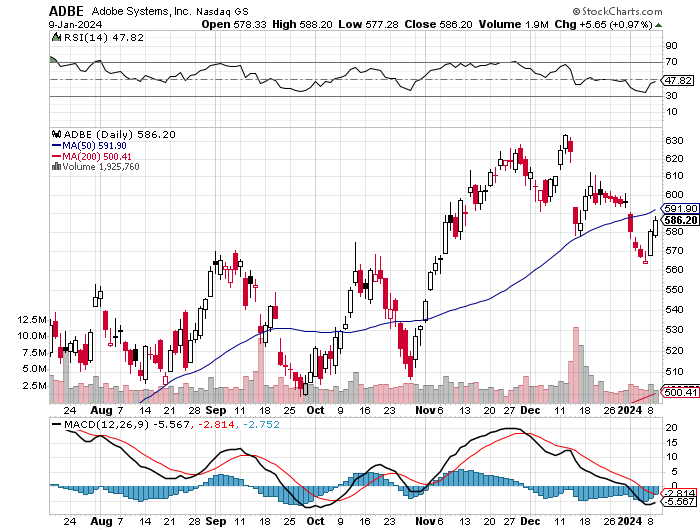 ADBE Adobe Systems, Inc. Nasdaq GS © StockCharts.com
9-Jan-2024 Open 578.33 High 588.20 Low 577.28 Close 586.20 Volume 1.9M Chg +5.65 (+0.97%)
RSI(14) 47.82
90
70
47.82
30
10
ADBE (Daily) 586.20
MA(50) 591.90
MA(200) 500.41
Volume 1,925,760
630
620
610
600
591.90
586.20
580
570
560
550
540
530
520
510
500.41
12.5M
10.0M
7.5M
5.0M
2.5M
24 Aug 7 14 21 28 Sep 11 18 25 Oct 9 16 23 Nov 6 13 20 27 Dec 11 18 26 2024 8
MACD(12,26,9) -5.567, -2.814, -2.752
20
15
10
5
0
-2.814
-5.567
24 Aug 7 14 21 28 Sep 11 18 25 Oct 9 16 23 Nov 6 13 20 27 Dec 11 18 26 2024 8